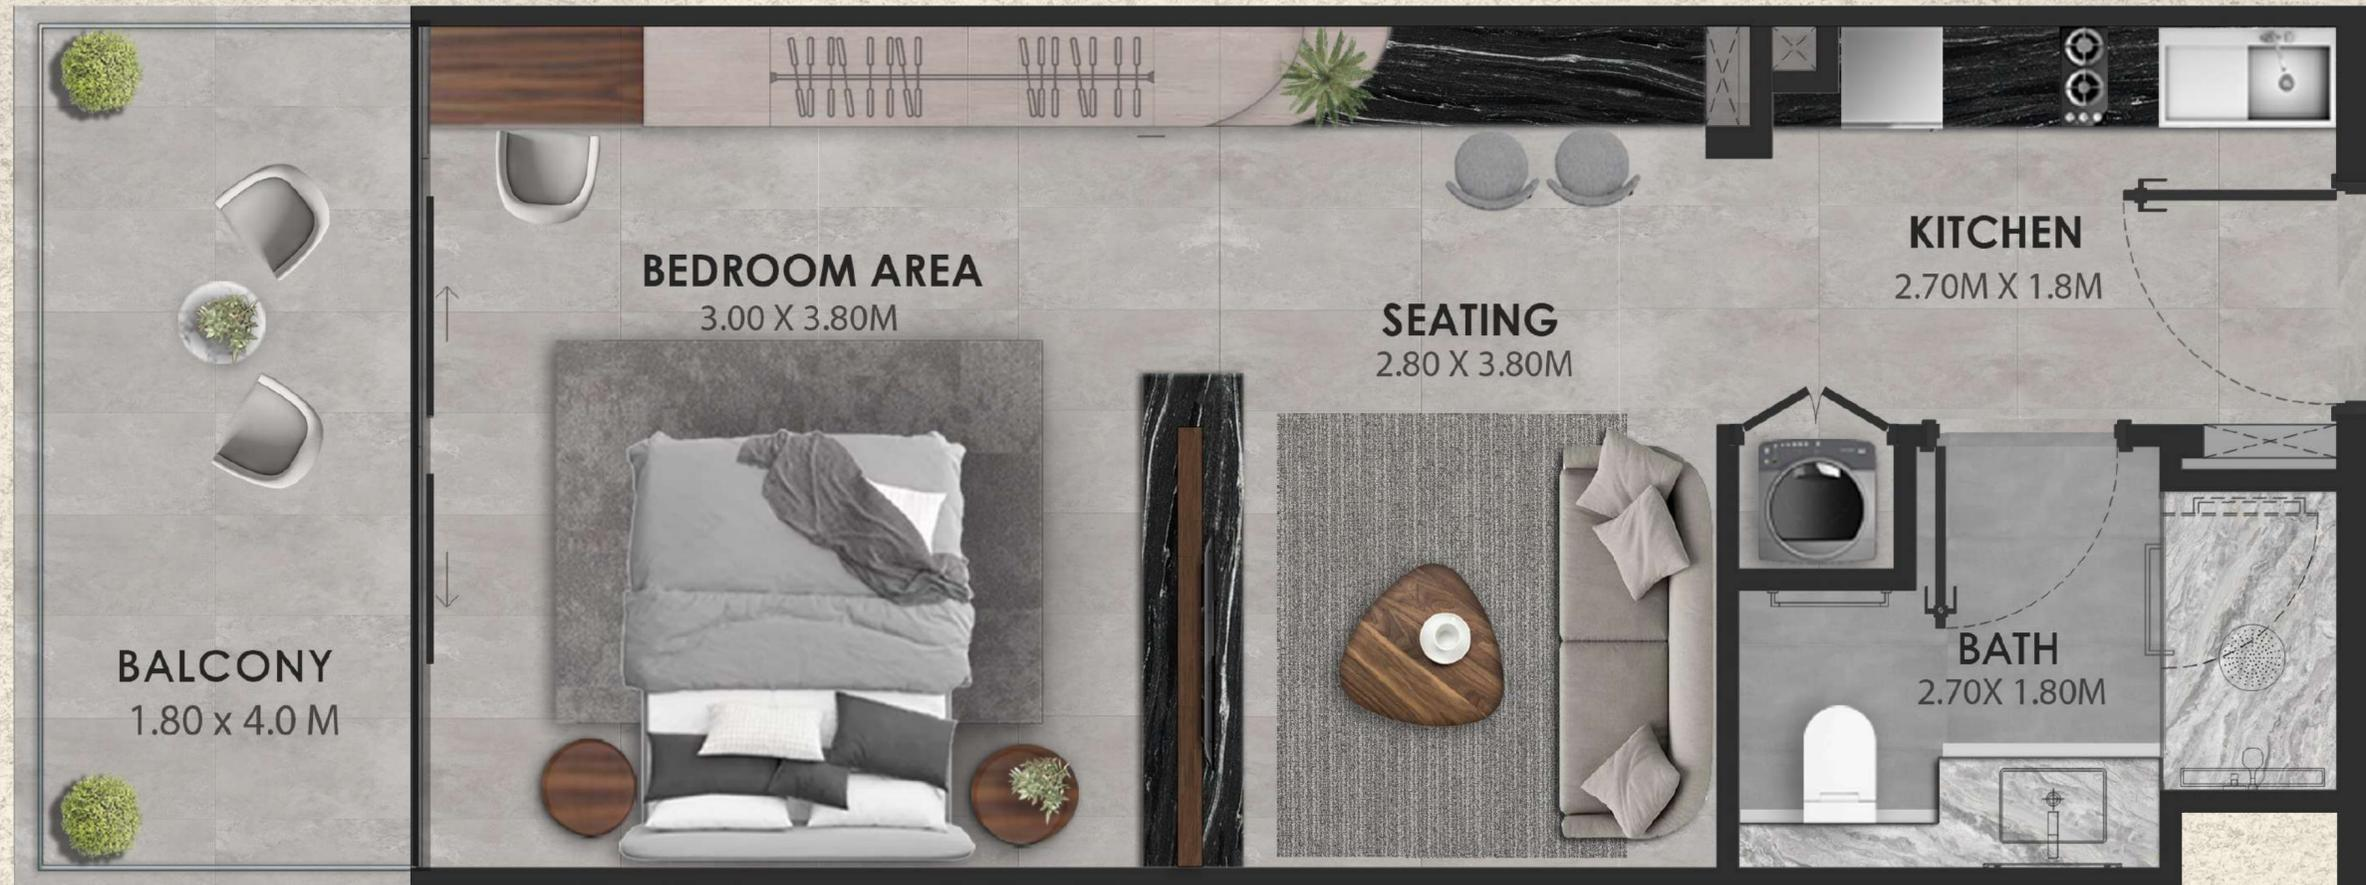 KITCHEN
2.70M X 1.8M
BEDROOM AREA
3.00 X 3.80M
SEATING
2.80 X 3.80M
BATH
2.70X 1.80M
BALCONY
1.80 x 4.0 M